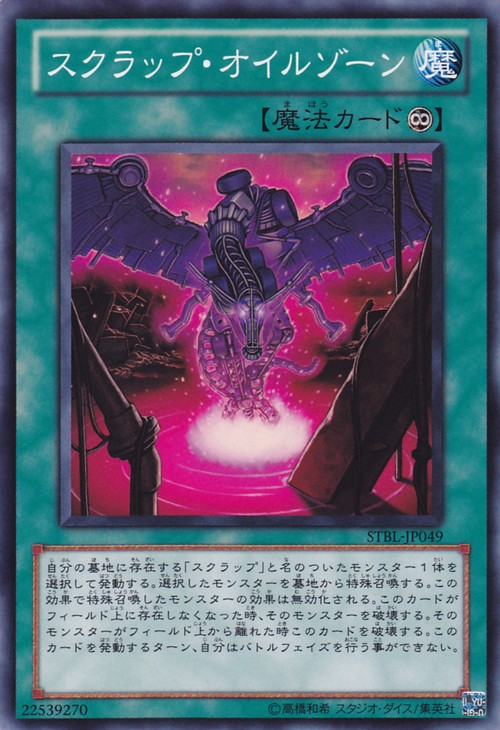 スクラップ・オイルゾーン
魔
【魔法カード】
STBL-JP049
自分の墓地に存在する「スクラップ」と名のついたモンスター1体を
選択して発動する。選択したモンスターを墓地から特殊召喚する。この
効果で特殊召喚したモンスターの効果は無効化される。このカードが
フィールド上に存在しなくなった時、そのモンスターを破壊する。その
モンスターがフィールド上から離れた時このカードを破壊する。この
カードを発動するターン、自分はバトルフェイズを行う事ができない。
22539270
©高橋和希 スタジオ・ダイス/集英社